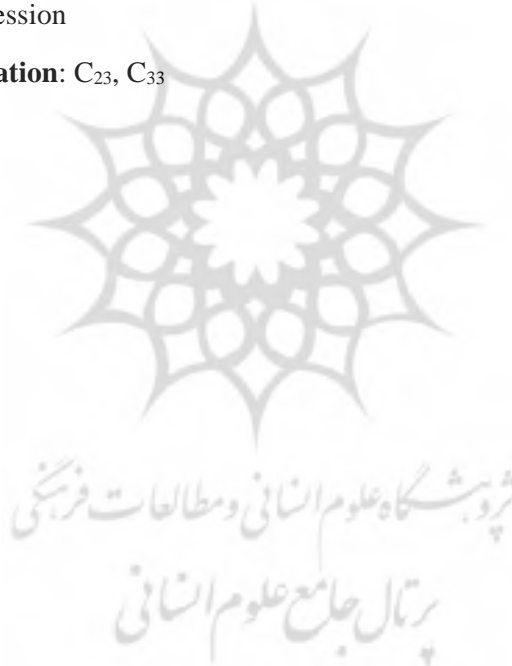 ession
ation: C₂₃, C₃₃
پژوهشگاه علوم انسانی و مطالعات فرهنگی
پرتال جامع علوم انسانی